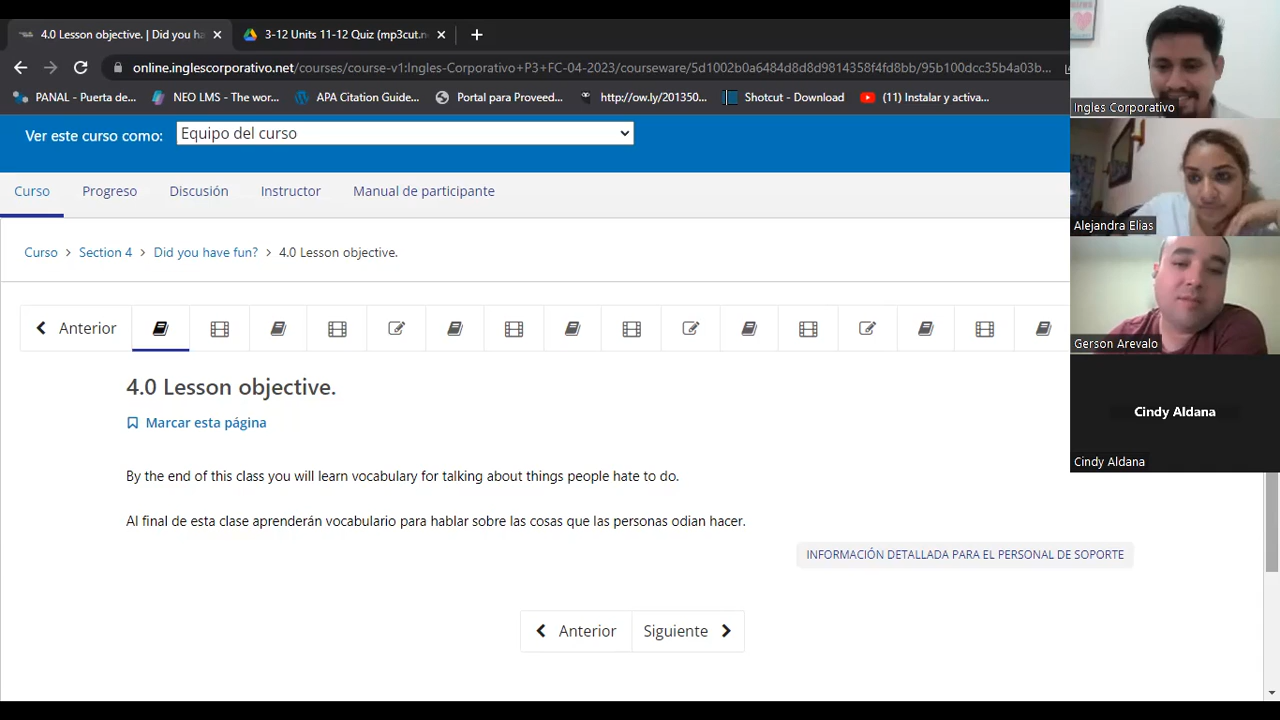 4.0 Lesson objective. | Did you ha
3-12 Units 11-12 Quiz (mp3cut.n
online.inglescorporativo.net/courses/course-v1:Ingles-Corporativo+P3+EC-04-2023/courseware/5d1002b0a6484d8d89814358f4fd8bb/95b100dcc35b4a03b...
PANAL - Puerta de...
NEO LMS - The wor...
APA Citation Guide...
Portal para Proveed...
http://ow.ly/201350...
Shotcut - Download
(11) Instalar y activa...
Ver este curso como:
Equipo del curso
Curso
Progreso
Discusión
Instructor
Manual de participante
Curso > Section 4 > Did you have fun? > 4.0 Lesson objective.
Anterior
4.0 Lesson objective.
Marcar esta página
By the end of this class you will learn vocabulary for talking about things people hate to do.
Al final de esta clase aprenderán vocabulario para hablar sobre las cosas que las personas odian hacer.
INFORMACIÓN DETALLADA PARA EL PERSONAL DE SOPORTE
Anterior
Siguiente
Ingles Corporativo
Alejandra Elias
Gerson Arevalo
Cindy Aldana
Cindy Aldana